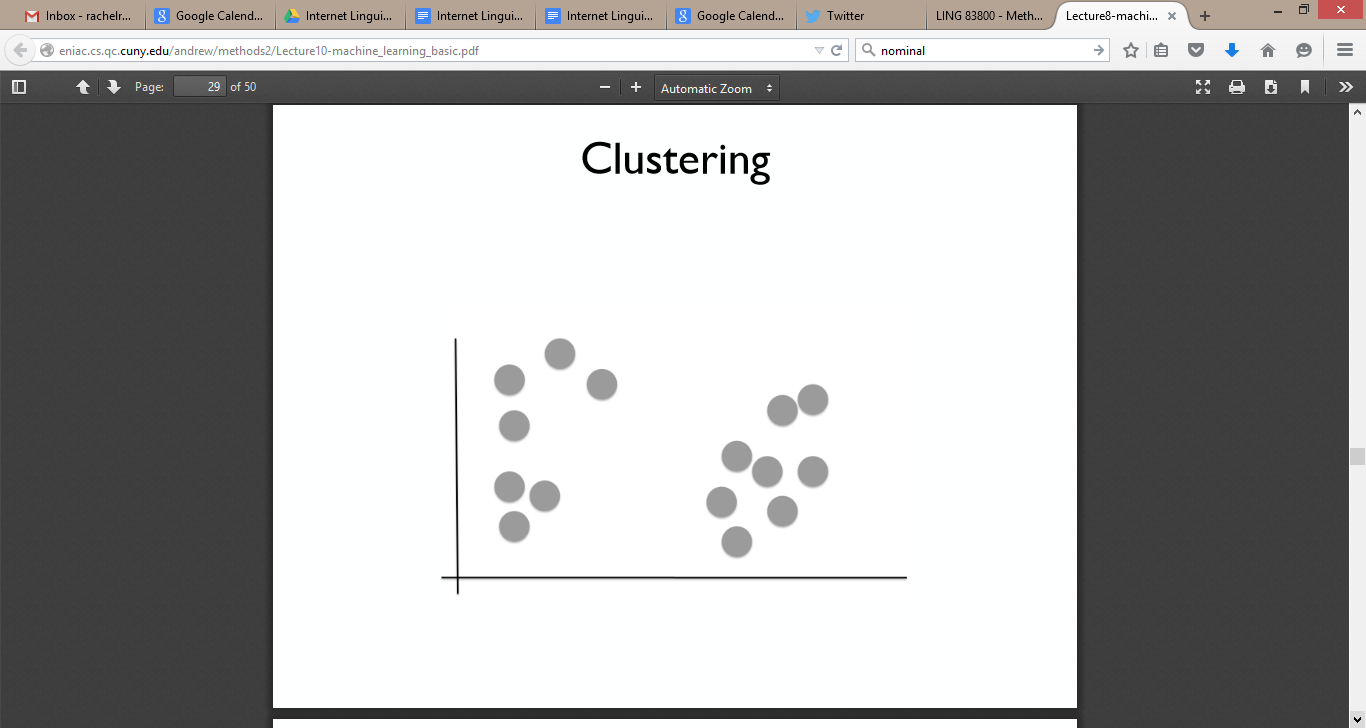 Inbox - rachelr...
Google Calend...
Internet Lingui...
Internet Lingui...
Internet Lingui...
Google Calend...
Twitter
LING 83800 - Meth...
Lecture8-machi...
eniac.cs.qc.cuny.edu/andrew/methods2/Lecture10-machine_learning_basic.pdf
nominal
Page: 29 of 50
Automatic Zoom
Clustering